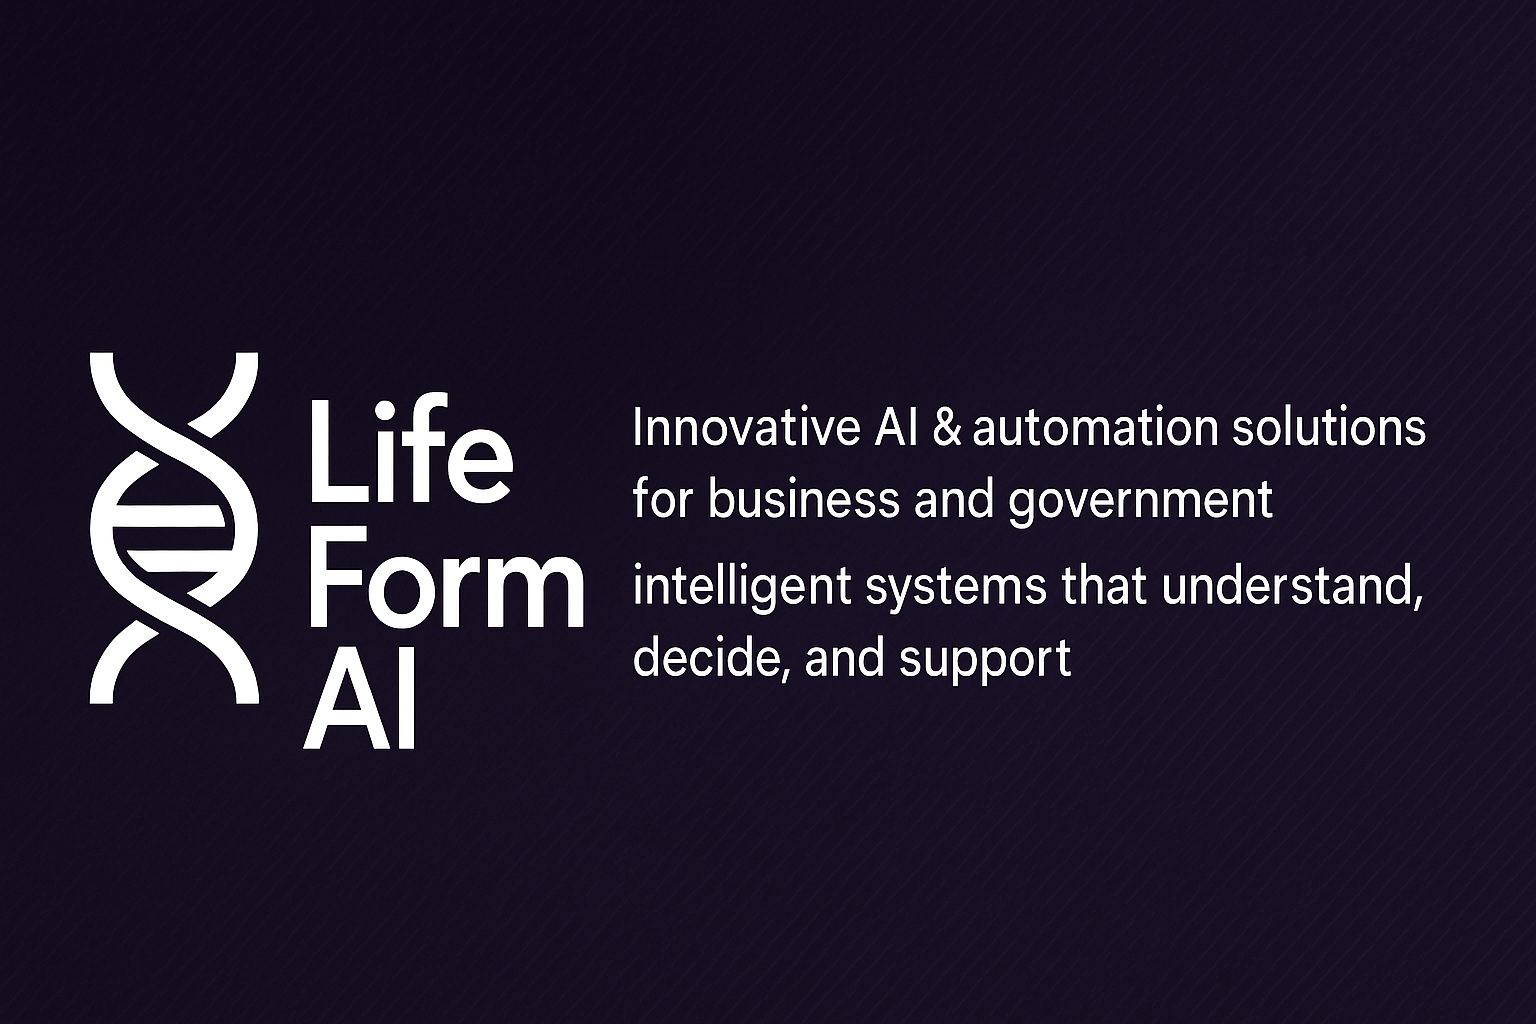 Life
Form
AI
Innovative AI & automation solutions
for business and government
intelligent systems that understand,
decide, and support